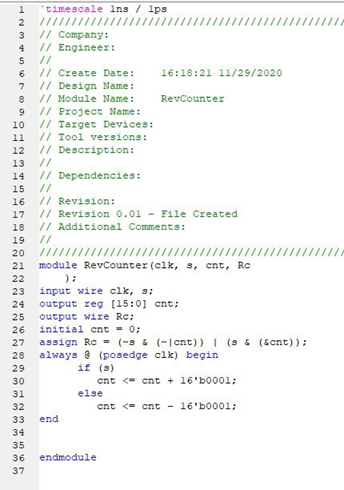 1 `timescale 1ns / 1ps
2 ////////////////////////////////////////////////
3 // Company:
4 // Engineer:
5 //
6 // Create Date:    16:18:21 11/29/2020
7 // Design Name:
8 // Module Name:    RevCounter
9 // Project Name:
10 // Target Devices:
11 // Tool versions:
12 // Description:
13 //
14 // Dependencies:
15 //
16 // Revision:
17 // Revision 0.01 - File Created
18 // Additional Comments:
19 //
20 ////////////////////////////////////////////////
21 module RevCounter(clk, s, cnt, Rc
22     );
23 input wire clk, s;
24 output reg [15:0] cnt;
25 output wire Rc;
26 initial cnt = 0;
27 assign Rc = (~s & (~|cnt)) | (s & (&cnt));
28 always @ (posedge clk) begin
29       if (s)
30          cnt <= cnt + 16'b0001;
31       else
32          cnt <= cnt - 16'b0001;
33 end
34
35
36 endmodule
37